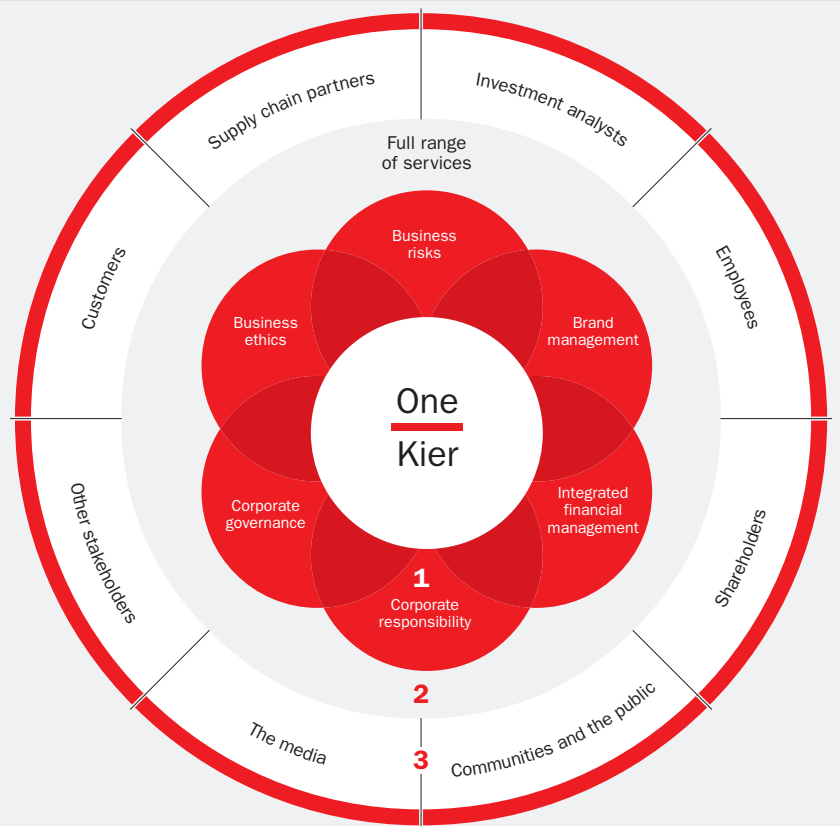 Supply chain partners
Investment analysts
Full range
of services
Customers
Employees
Business
risks
Business
ethics
Brand
management
One
Kier
Corporate
governance
Integrated
financial
management
1
Corporate
responsibility
Other stakeholders
Shareholders
2
The media
3
Communities and the public